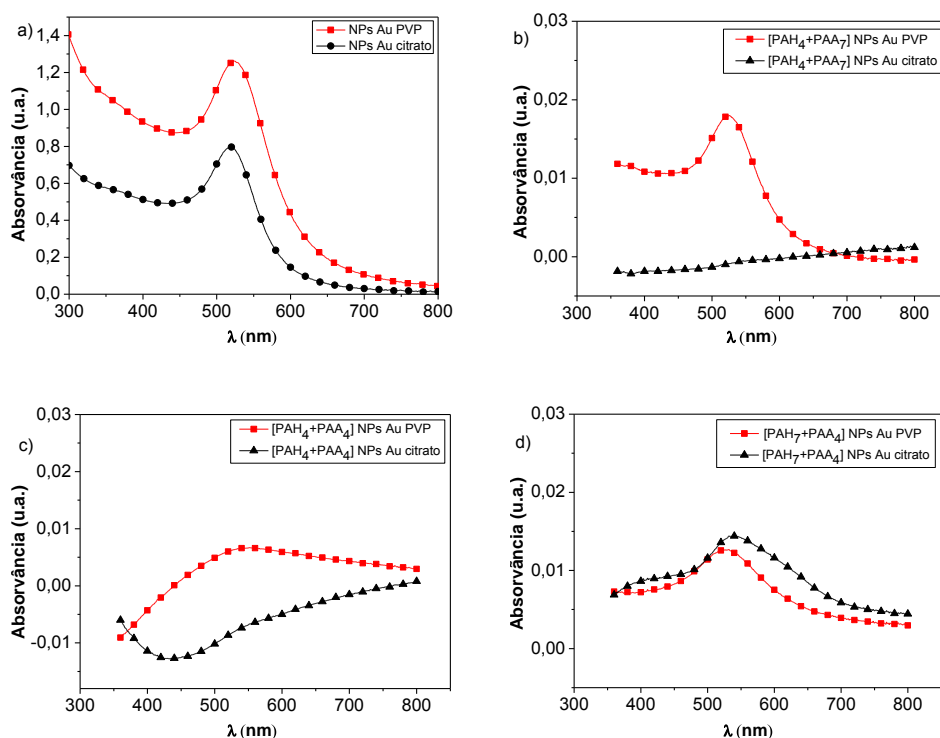 a)
NPs Au PVP
NPs Au citrato
Absorvância (u.a.)
1,4
1,2
1,0
0,8
0,6
0,4
0,2
0,0
300 400 500 600 700 800
λ (nm)
b)
[PAH₄+PAA₇] NPs Au PVP
[PAH₄+PAA₇] NPs Au citrato
Absorvância (u.a.)
0,03
0,02
0,01
0,00
300 400 500 600 700 800
λ (nm)
c)
[PAH₄+PAA₄] NPs Au PVP
[PAH₄+PAA₄] NPs Au citrato
Absorvância (u.a.)
0,03
0,02
0,01
0,00
-0,01
300 400 500 600 700 800
λ (nm)
d)
[PAH₇+PAA₄] NPs Au PVP
[PAH₇+PAA₄] NPs Au citrato
Absorvância (u.a.)
0,03
0,02
0,01
0,00
300 400 500 600 700 800
λ (nm)